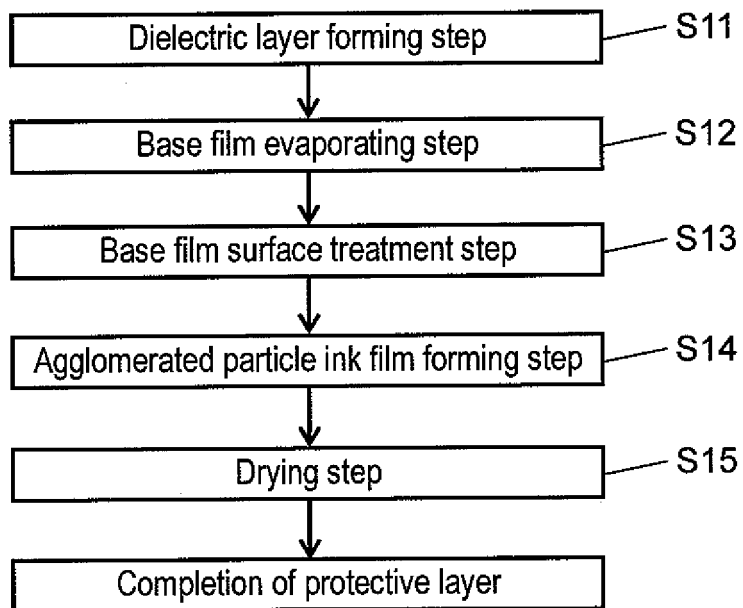 Dielectric layer forming step S11
Base film evaporating step S12
Base film surface treatment step S13
Agglomerated particle ink film forming step S14
Drying step S15
Completion of protective layer